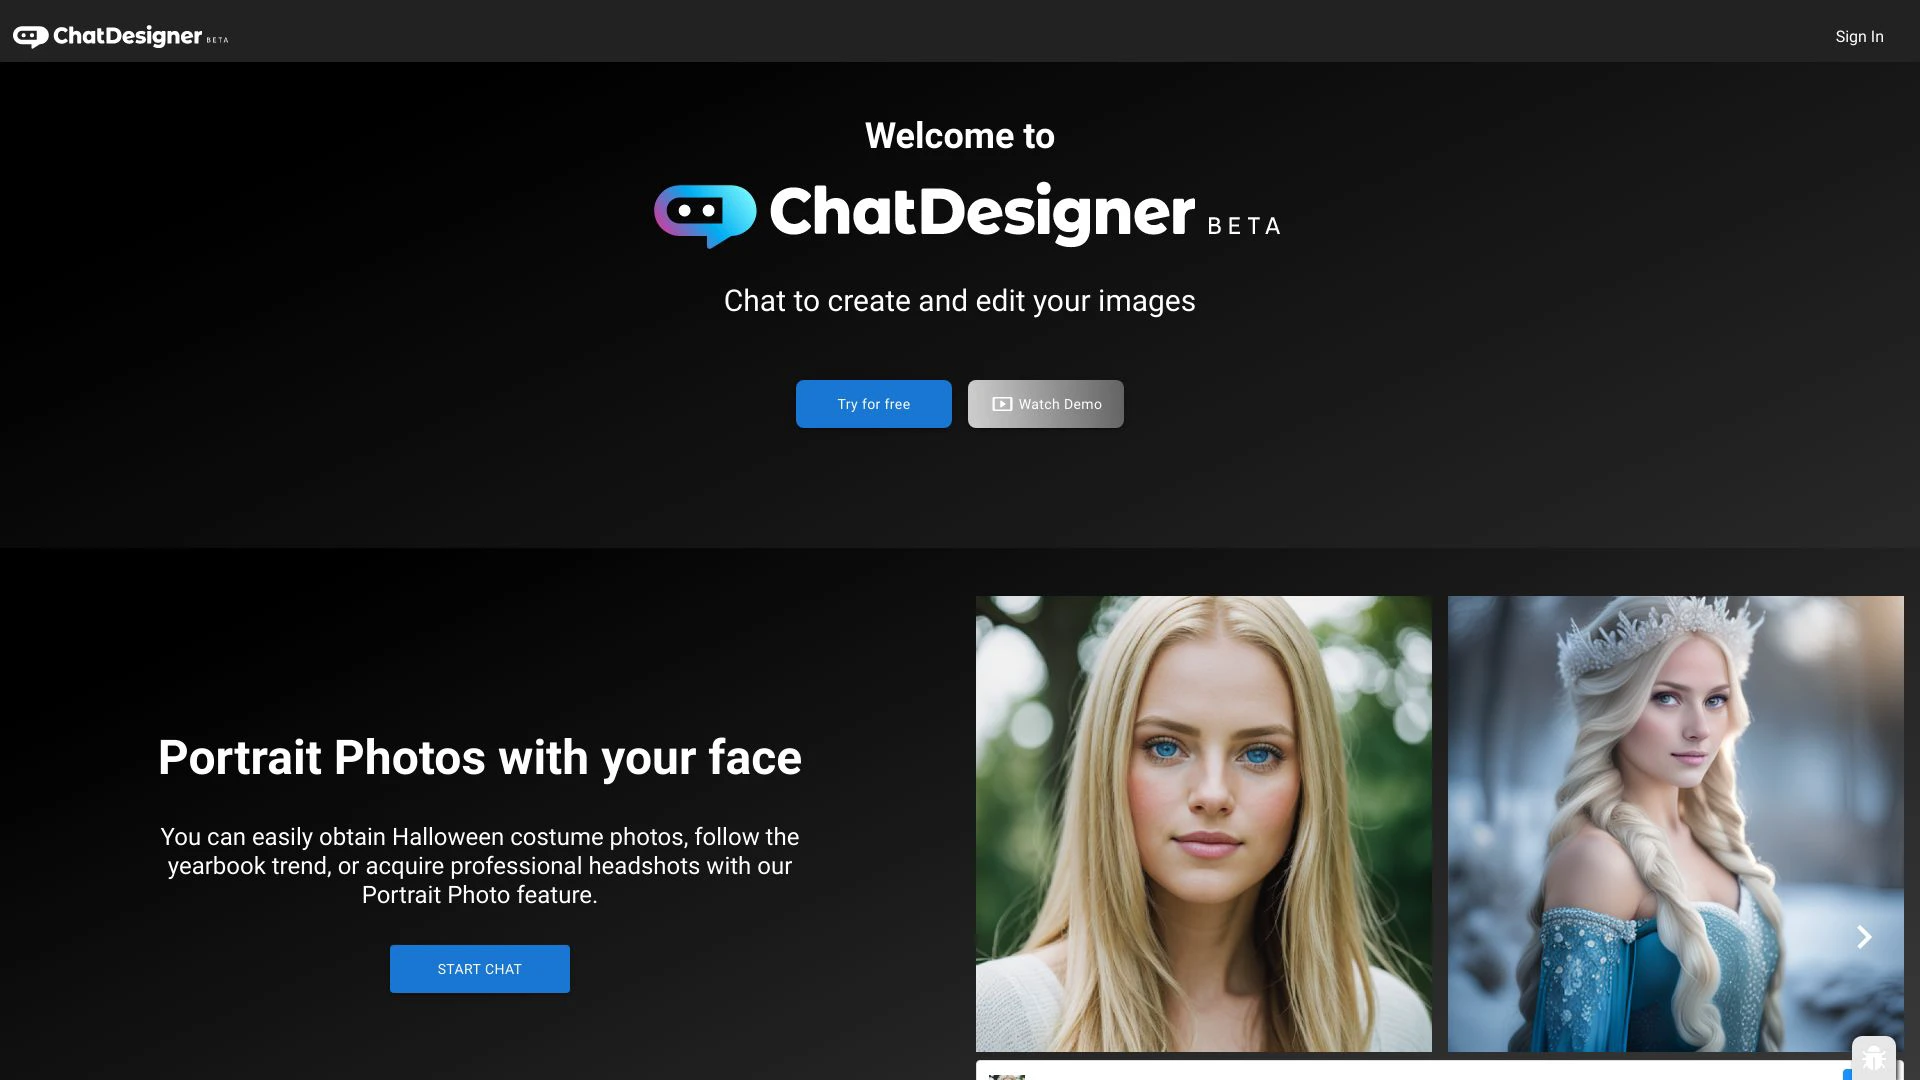 ChatDesigner BETA
Sign In
Welcome to
ChatDesigner BETA
Chat to create and edit your images
Try for free
Watch Demo
Portrait Photos with your face
You can easily obtain Halloween costume photos, follow the
yearbook trend, or acquire professional headshots with our
Portrait Photo feature.
START CHAT